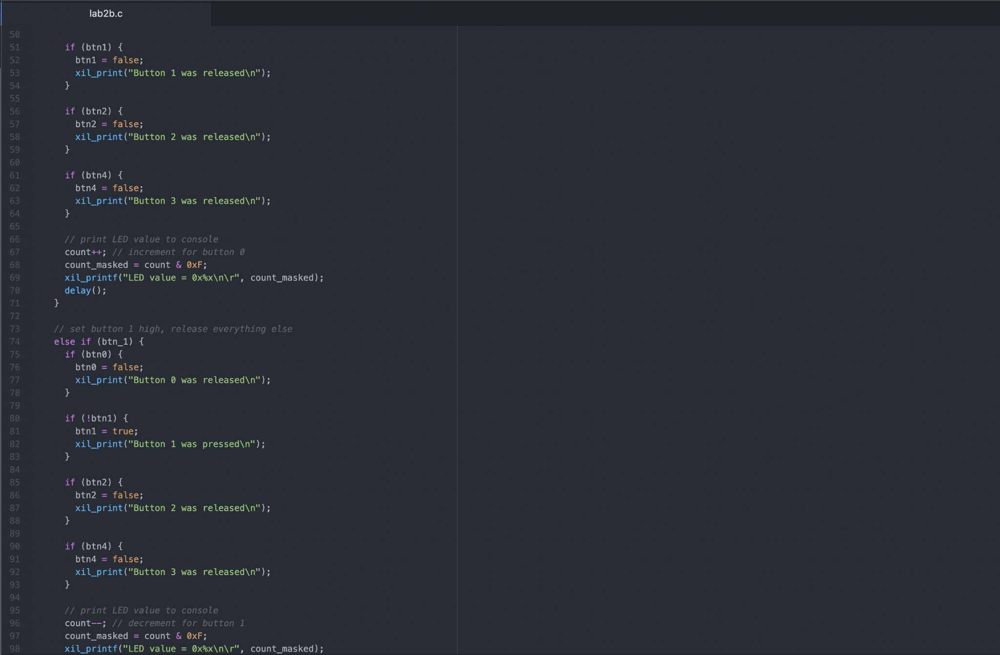 lab2b.c
50
51 if (btn1) {
52 btn1 = false;
53 xil_print("Button 1 was released\n");
54 }
55
56 if (btn2) {
57 btn2 = false;
58 xil_print("Button 2 was released\n");
59 }
60
61 if (btn4) {
62 btn4 = false;
63 xil_print("Button 3 was released\n");
64 }
65
66 // print LED value to console
67 count++; // increment for button 0
68 count_masked = count & 0xF;
69 xil_printf("LED value = 0x%x\n\r", count_masked);
70 delay();
71 }
72
73 // set button 1 high, release everything else
74 else if (btn_1) {
75 if (btn0) {
76 btn0 = false;
77 xil_print("Button 0 was released\n");
78 }
79
80 if (!btn1) {
81 btn1 = true;
82 xil_print("Button 1 was pressed\n");
83 }
84
85 if (btn2) {
86 btn2 = false;
87 xil_print("Button 2 was released\n");
88 }
89
90 if (btn4) {
91 btn4 = false;
92 xil_print("Button 3 was released\n");
93 }
94
95 // print LED value to console
96 count--; // decrement for button 1
97 count_masked = count & 0xF;
98 xil_printf("LED value = 0x%x\n\r", count_masked);